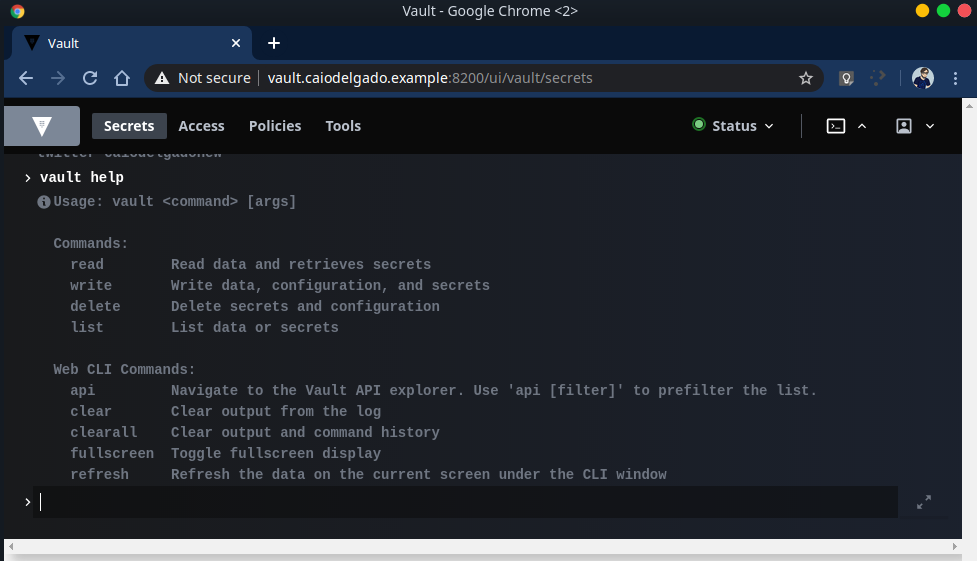 Vault - Google Chrome <2>
Vault
Not secure vault.caiodelgado.example:8200/ui/vault/secrets
Secrets Access Policies Tools Status
twitter caiodelgadonew
> vault help
Usage: vault <command> [args]
Commands:
read Read data and retrieves secrets
write Write data, configuration, and secrets
delete Delete secrets and configuration
list List data or secrets
Web CLI Commands:
api Navigate to the Vault API explorer. Use 'api [filter]' to prefilter the list.
clear Clear output from the log
clearall Clear output and command history
fullscreen Toggle fullscreen display
refresh Refresh the data on the current screen under the CLI window
>